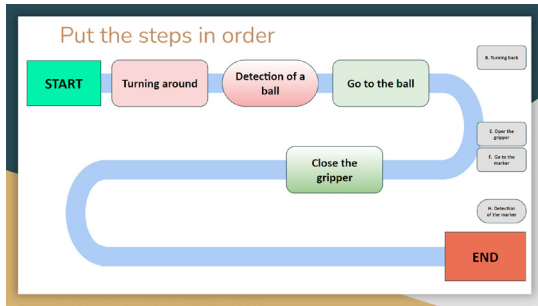 Put the steps in order
START
Turning around
Detection of a
ball
Go to the ball
B. Turning back
E. Open the
gripper
F. Go to the
marker
Close the
gripper
H. Detection
of the marker
END